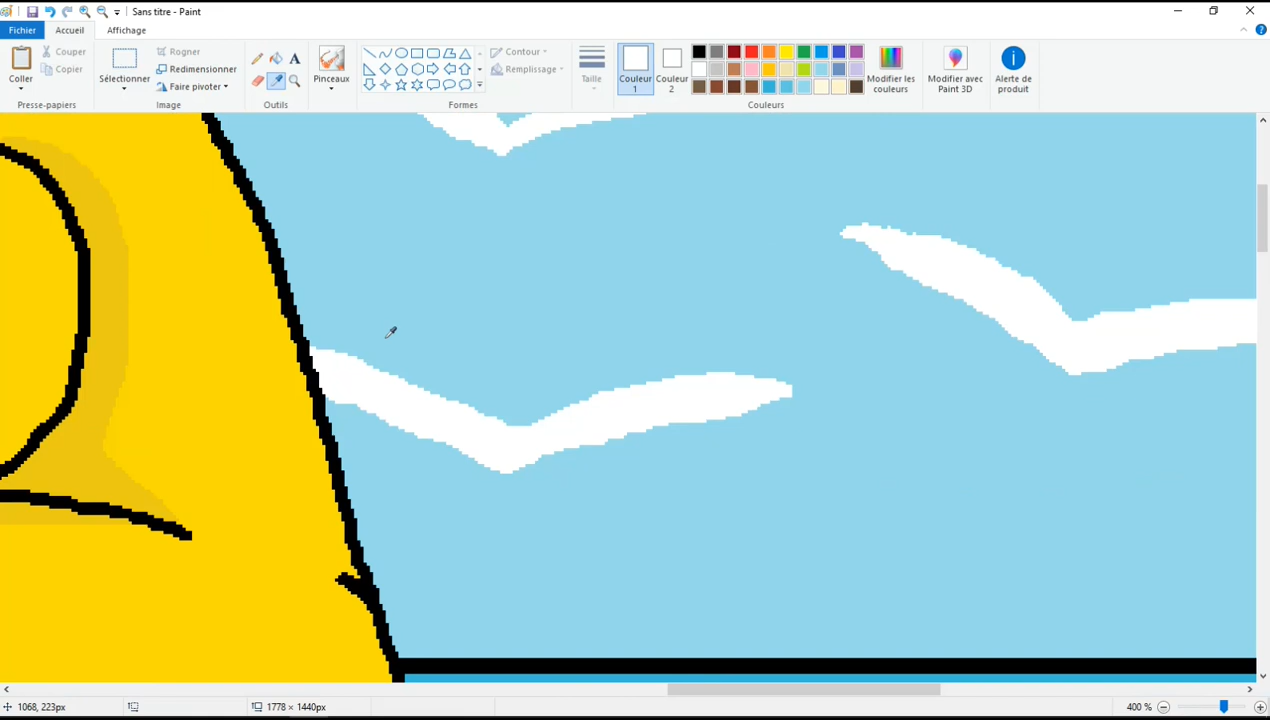 Sans titre - Paint
Fichier Accueil Affichage
Coller
Couper
Copier
Presse-papiers
Sélectionner
Rogner
Redimensionner
Faire pivoter
Image
A
Outils
Pinceaux
Contour
Remplissage
Formes
Taille
Couleur 1
Couleur 2
Modifier les couleurs
Couleurs
Modifier avec Paint 3D
Alerte de produit
1068, 223px
1778 × 1440px
400 %